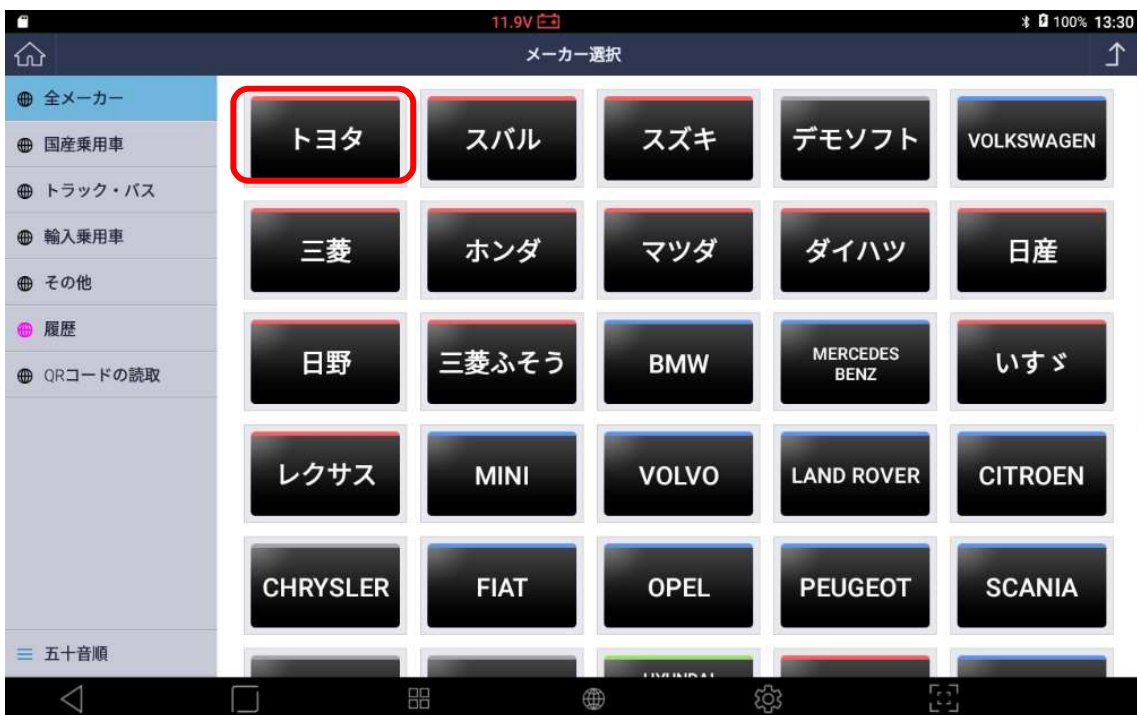 11.9V
100% 13:30
メーカー選択
全メーカー
国産乗用車
トラック・バス
輸入乗用車
その他
履歴
QRコードの読取
五十音順
トヨタ
スバル
スズキ
デモソフト
VOLKSWAGEN
三菱
ホンダ
マツダ
ダイハツ
日産
日野
三菱ふそう
BMW
MERCEDES
BENZ
いすゞ
レクサス
MINI
VOLVO
LAND ROVER
CITROEN
CHRYSLER
FIAT
OPEL
PEUGEOT
SCANIA